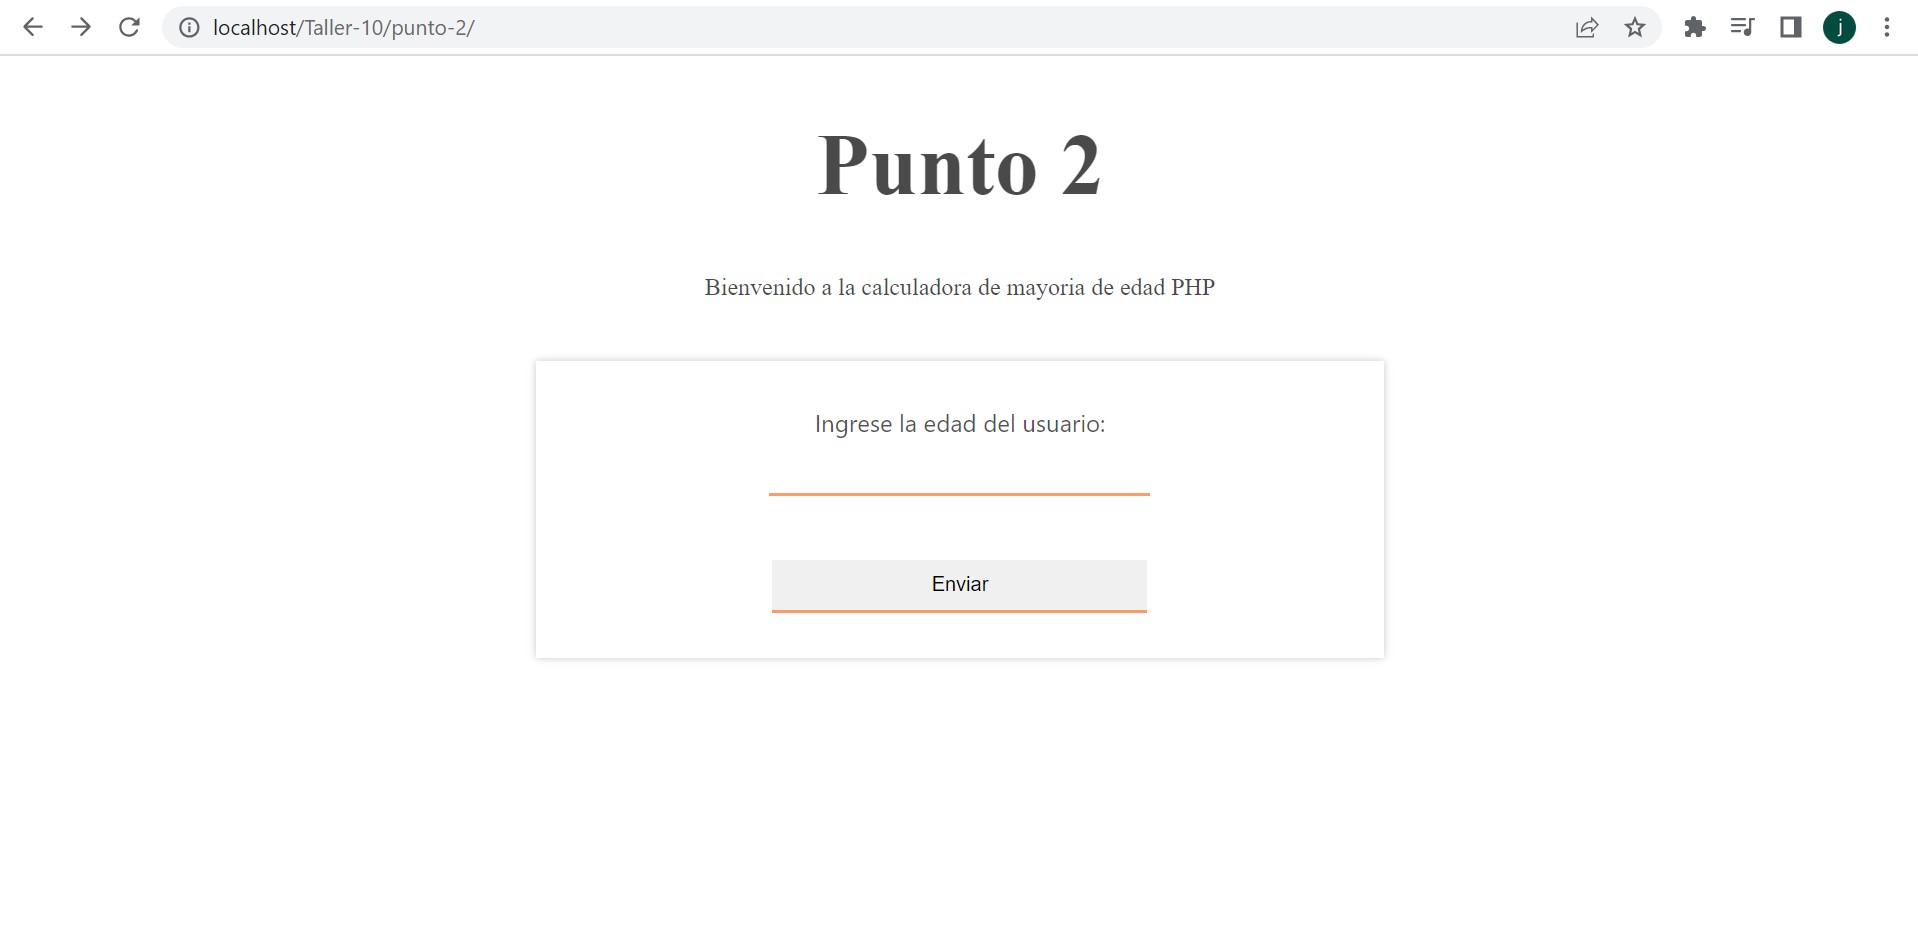 localhost/Taller-10/punto-2/
j
Punto 2
Bienvenido a la calculadora de mayoria de edad PHP
Ingrese la edad del usuario:
Enviar